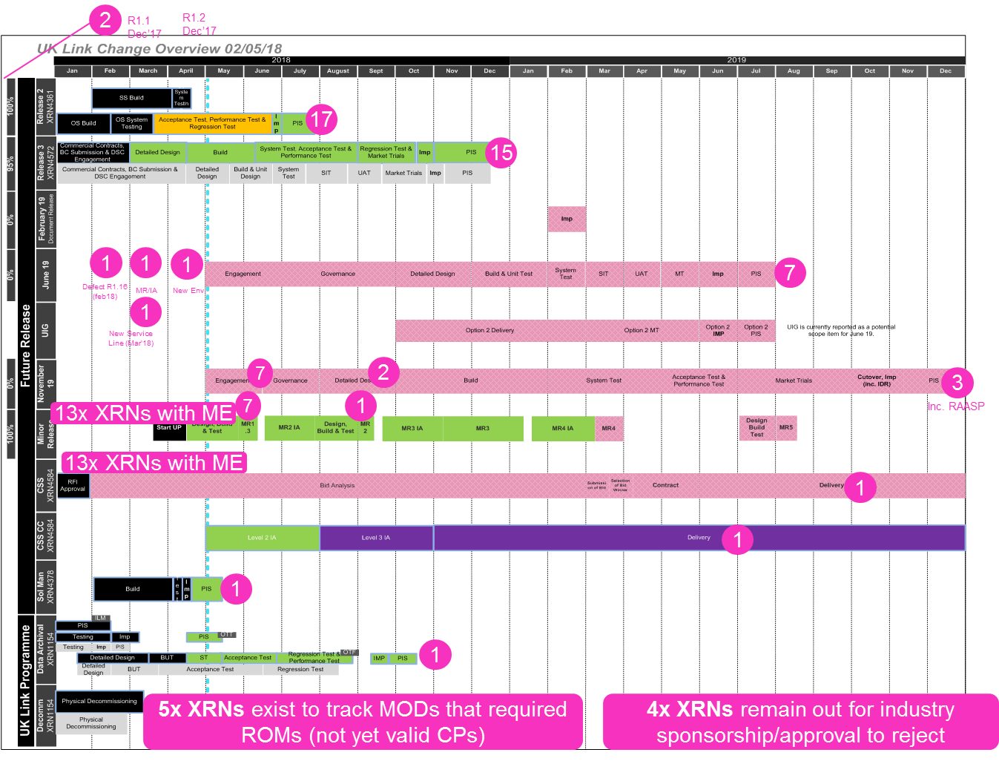 2
R1.1
Dec'17
R1.2
Dec'17
UK Link Change Overview 02/05/18
2018
2019
Jan Feb March April May June July August Sept Oct Nov Dec Jan Feb Mar Apr May Jun Jul Aug Sep Oct Nov Dec
Future Release
100%
Release 2
XRN4361
SS Build
Syste
m
Testin
OS Build
OS System
Testing
Acceptance Test, Performance Test &
Regression Test
I
m
p
PIS
17
95%
Release 3
XRN4572
Commercial Contracts,
BC Submission & DSC
Engagement
Detailed Design
Build
System Test, Acceptance Test &
Performance Test
Regression Test &
Market Trials
Imp
PIS
15
Commercial Contracts, BC Submission &
DSC Engagement
Detailed
Design
Build & Unit
Design
System
Test
SIT
UAT
Market Trials
Imp
PIS
0%
February 19
Document Release
Imp
0%
June 19
1
Defect R1.16
(feb18)
1
MR/IA
1
New Env
Engagement
Governance
Detailed Design
Build & Unit Test
System
Test
SIT
UAT
MT
Imp
PIS
7
UIG
1
New Service
Line (Mar'18)
Option 2 Delivery
Option 2 MT
Option 2
IMP
Option 2
PIS
UIG is currently reported as a potential
scope item for June 19.
0%
November
19
Engagement
7
Governance
Detailed Des
2
Build
System Test
Acceptance Test &
Performance Test
Market Trials
Cutover, Imp
(inc. IDR)
PIS
3
Inc. RAASP
100%
Minor
Release
13x XRNs with ME
7
1
Start UP
Design, Build
& Test
MR1
.3
MR2 IA
Design,
Build & Test
MR
2
MR3 IA
MR3
MR4 IA
MR4
Design
Build
Test
MR5
13x XRNs with ME
CSS
XRN4584
RFI
Approval
Bid Analysis
Submissi
on of Bid
Selection
of Bid
Winner
Contract
Delivery
1
CSS CC
XRN4584
Level 2 IA
Level 3 IA
Delivery
1
Sol Man
XRN4378
Build
T
e
s
t
I
m
p
PIS
1
UK Link Programme
Data Archival
XRN1154
ILM
PIS
Testing
Imp
PIS
OTT
Testing
Imp
PIS
Detailed Design
BUT
ST
Acceptance Test
Regression Test &
Performance Test
OTF
IMP
PIS
1
Detailed
Design
BUT
Acceptance Test
Regression Test
Decomm
XRN1154
Physical Decommissioning
Physical
Decommissioning
5x XRNs exist to track MODs that required
ROMs (not yet valid CPs)
4x XRNs remain out for industry
sponsorship/approval to reject